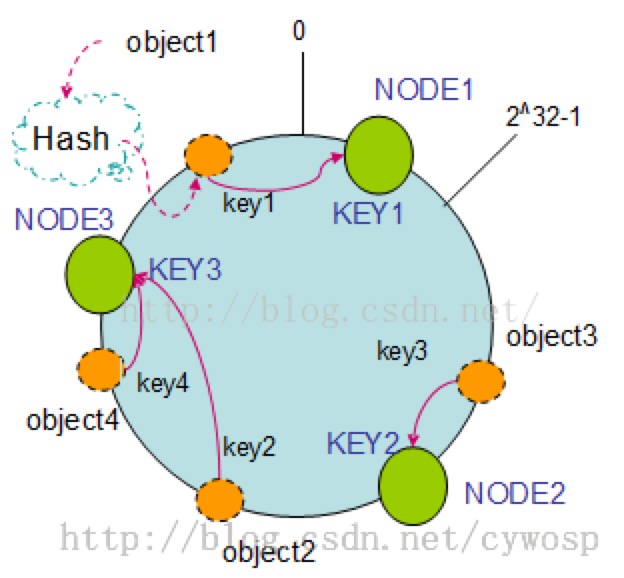 0
object1
NODE1
2^32-1
Hash
key1
KEY1
NODE3
KEY3
http://blog.csdn.net/
object3
key3
key4
object4
key2
KEY2
NODE2
http://blog.csdn.net/cywosp
object2